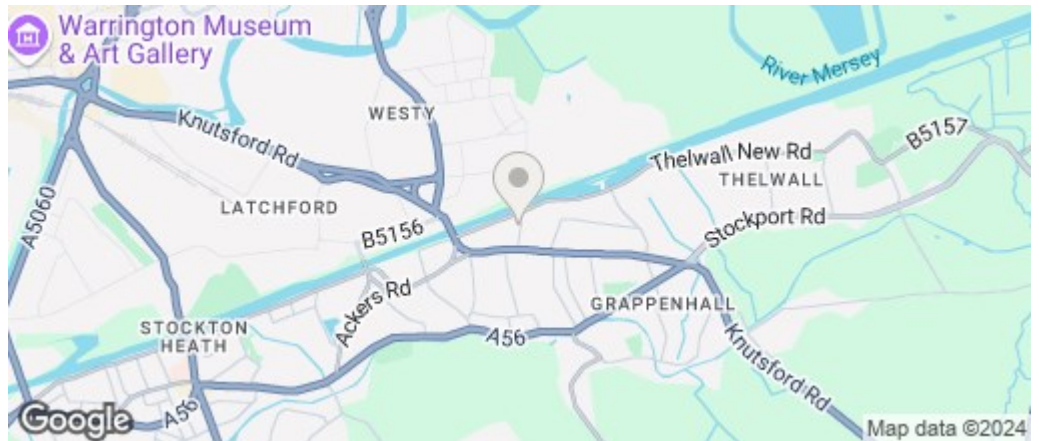 Warrington Museum
& Art Gallery
River Mersey
WESTY
Knutsford Rd
B5157
Thelwall New Rd
THELWALL
A5060
LATCHFORD
Stockport Rd
B5156
Ackers Rd
GRAPPENHALL
STOCKTON
HEATH
A56
Knutsford Rd
A56
Google
Map data ©2024